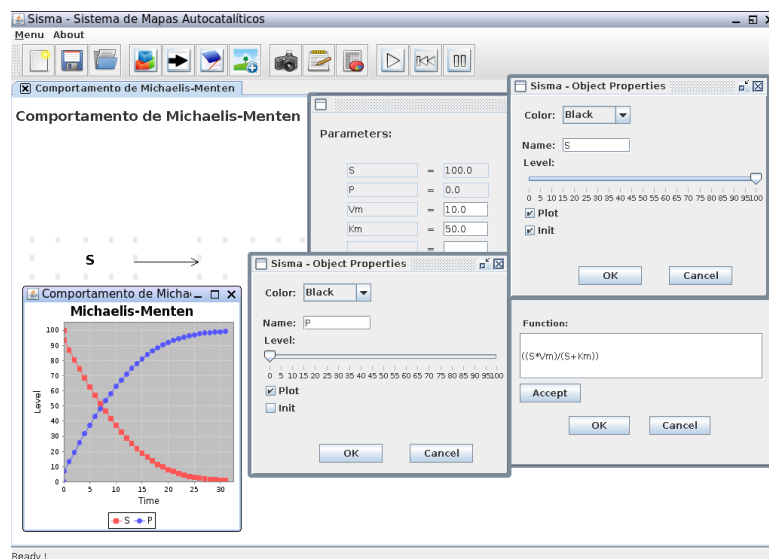 Sisma - Sistema de Mapas Autocatalíticos
Menu About
Comportamento de Michaelis-Menten
Comportamento de Michaelis-Menten
Parameters:
S = 100.0
P = 0.0
Vm = 10.0
Km = 50.0
=
Sisma - Object Properties
Color: Black
Name: S
Level:
0 5 10 15 20 25 30 35 40 45 50 55 60 65 70 75 80 85 90 95100
Plot
Init
OK Cancel
S
Sisma - Object Properties
Color: Black
Name: P
Level:
0 5 10 15 20 25 30 35 40 45 50 55 60 65 70 75 80 85 90 95100
Plot
Init
OK Cancel
Function:
((S*Vm)/(S+Km))
Accept
OK Cancel
Comportamento de Micha
Michaelis-Menten
100
90
80
70
60
50
40
30
20
10
0
Level
0 5 10 15 20 25 30
Time
S P
Ready !